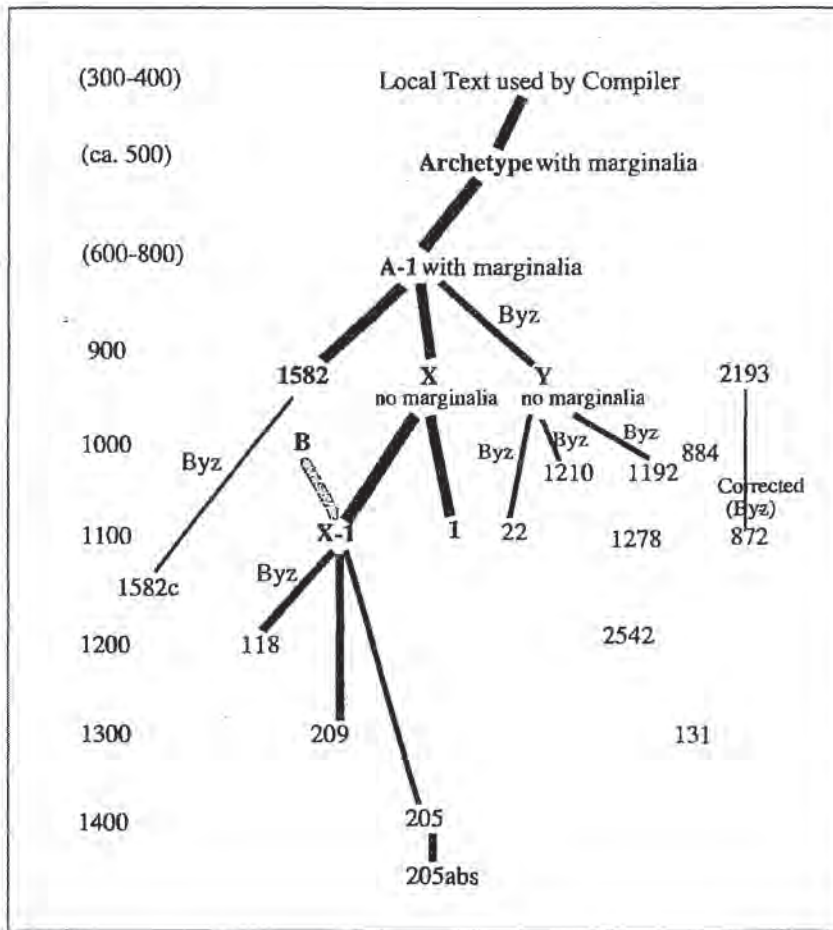 (300-400) Local Text used by Compiler
(ca. 500) Archetype with marginalia
(600-800) A-1 with marginalia
Byz
900 1582 X Y 2193
no marginalia no marginalia
1000 Byz B Byz Byz Byz 884
1210 1192
Corrected
(Byz)
1100 X-1 1 22 1278 872
1582c Byz
1200 118 2542
1300 209 131
1400 205
205abs